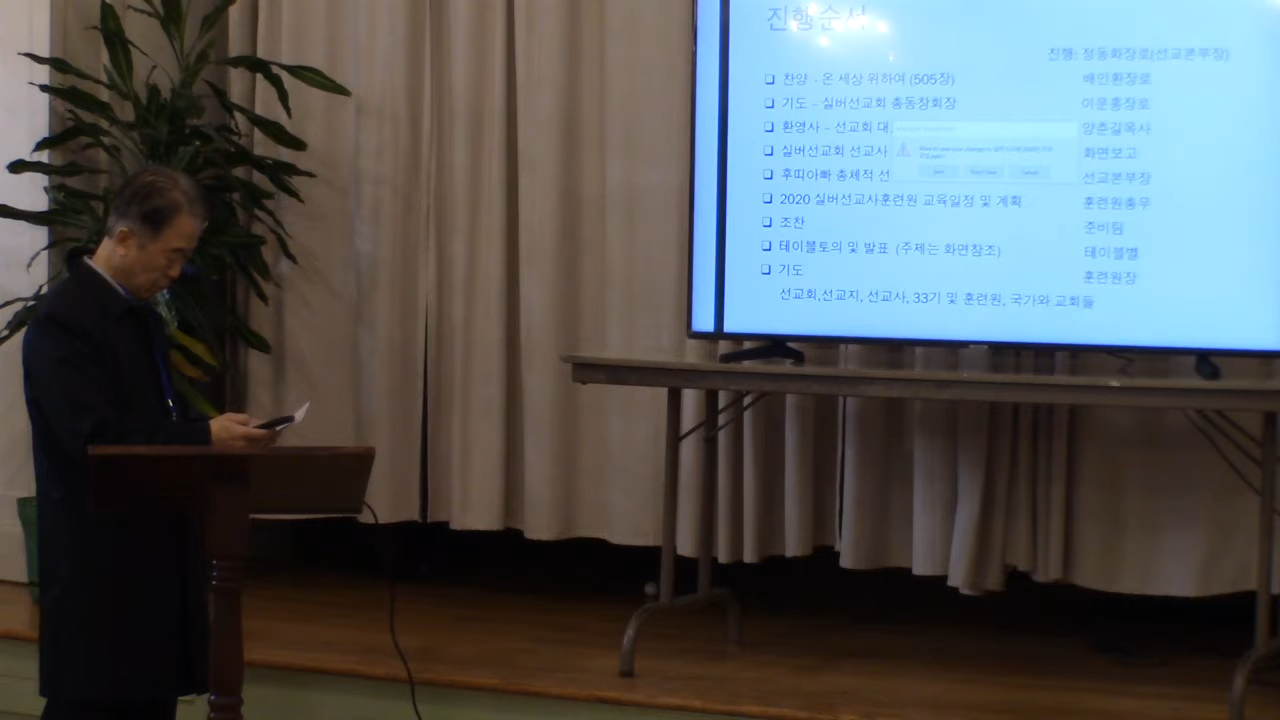 진행순서
진행: 정동화장로(선교본부장)
❑ 찬양 - 온 세상 위하여 (505장) 배인환장로
❑ 기도 – 실버선교회 총동창회장 이문홍장로
❑ 환영사 – 선교회 대 양춘길목사
❑ 실버선교회 선교사 화면보고
❑ 후띠아빠 총체적 선 선교본부장
❑ 2020 실버선교사훈련원 교육일정 및 계획 훈련원총무
❑ 조찬 준비팀
❑ 테이블토의 및 발표 (주제는 화면참조) 테이블별
❑ 기도 훈련원장
선교회,선교지, 선교사, 33기 및 훈련원, 국가와 교회들